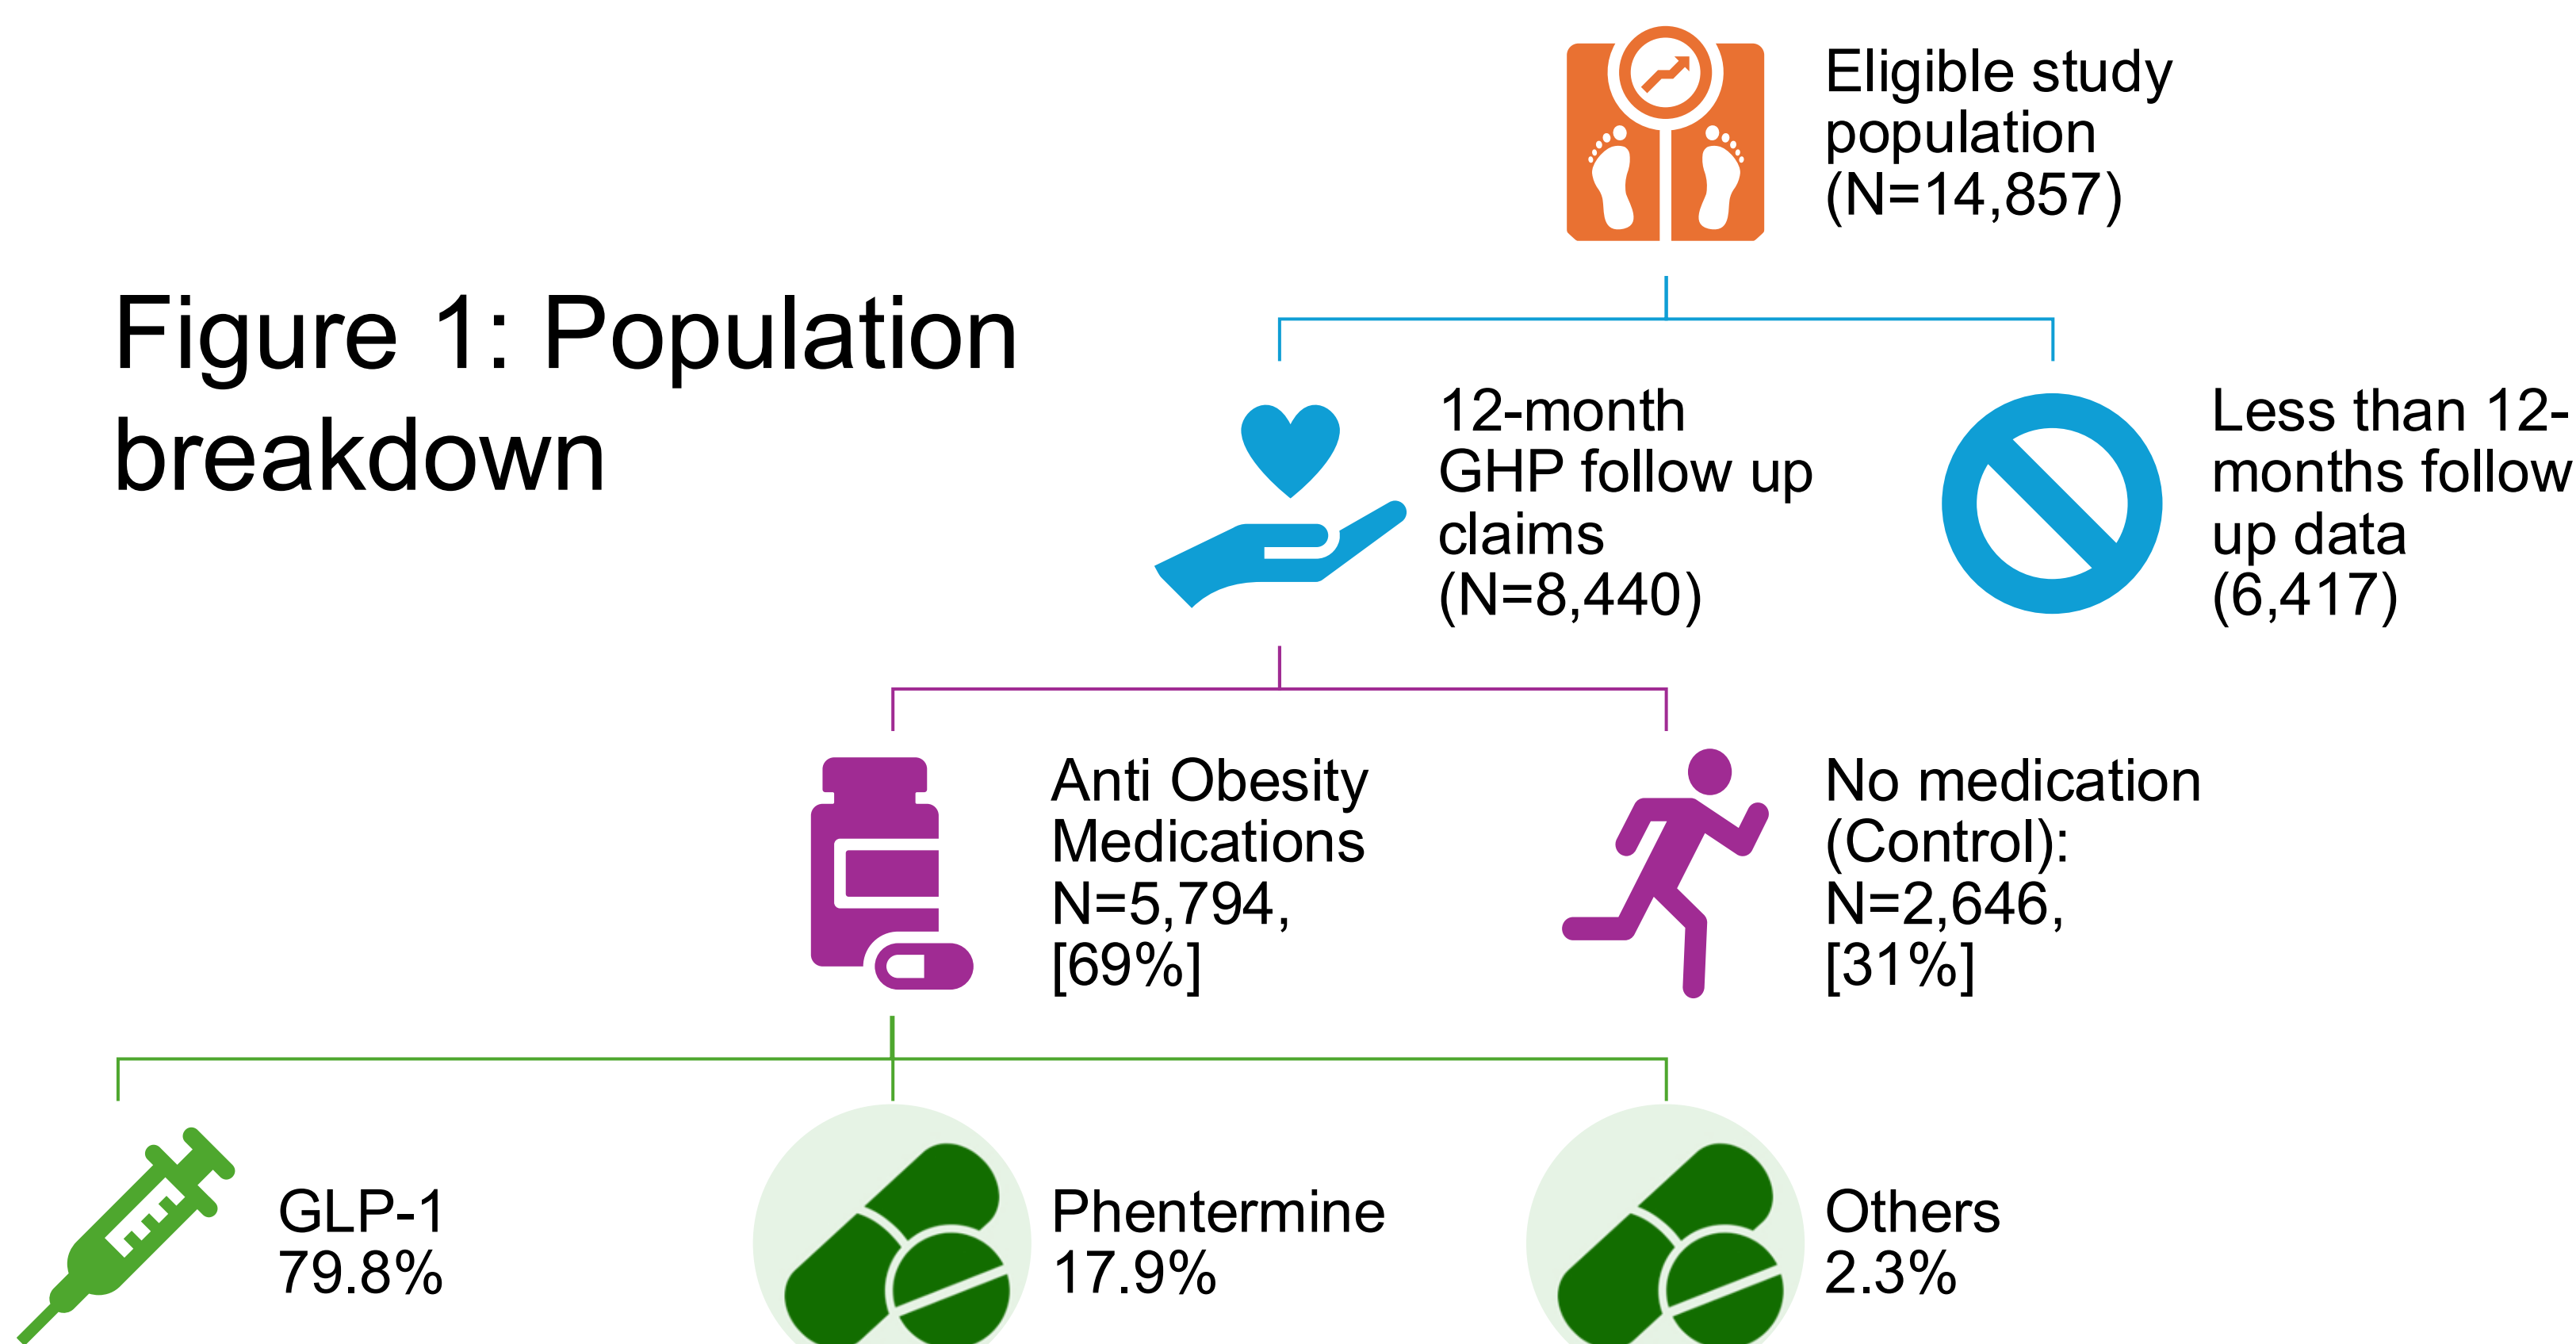 Eligible study
population
(N=14,857)
Figure 1: Population
breakdown
12-month
GHP follow up
claims
(N=8,440)
Less than 12-
months follow
up data
(6,417)
Anti Obesity
Medications
N=5,794,
[69%]
No medication
(Control):
N=2,646,
[31%]
GLP-1
79.8%
Phentermine
17.9%
Others
2.3%